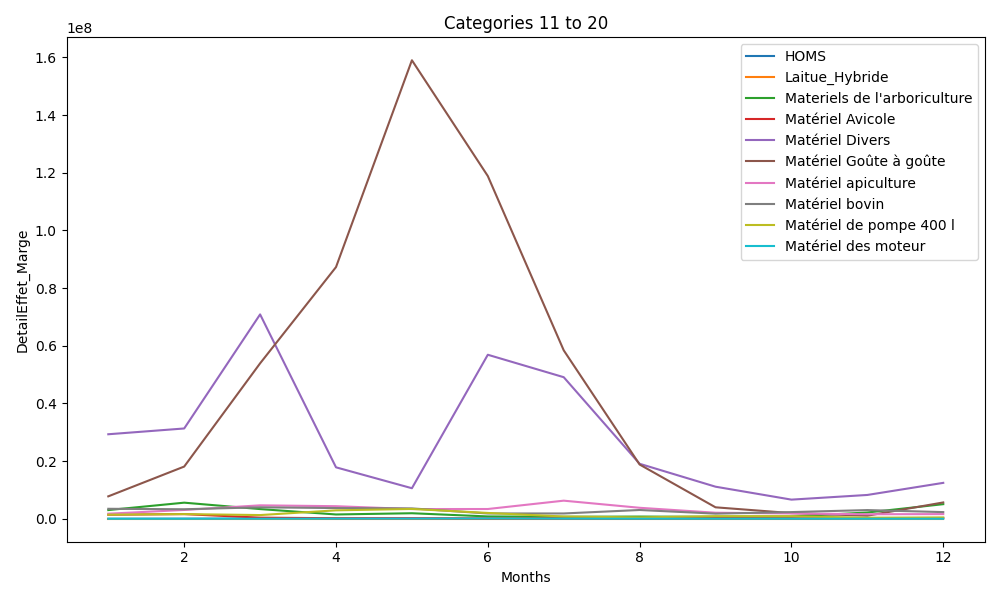 Categories 11 to 20
1e8
1.6
1.4
1.2
1.0
0.8
0.6
0.4
0.2
0.0
DetailEffet_Marge
2 4 6 8 10 12
Months
HOMS
Laitue_Hybride
Materiels de l'arboriculture
Matériel Avicole
Matériel Divers
Matériel Goûte à goûte
Matériel apiculture
Matériel bovin
Matériel de pompe 400 l
Matériel des moteur